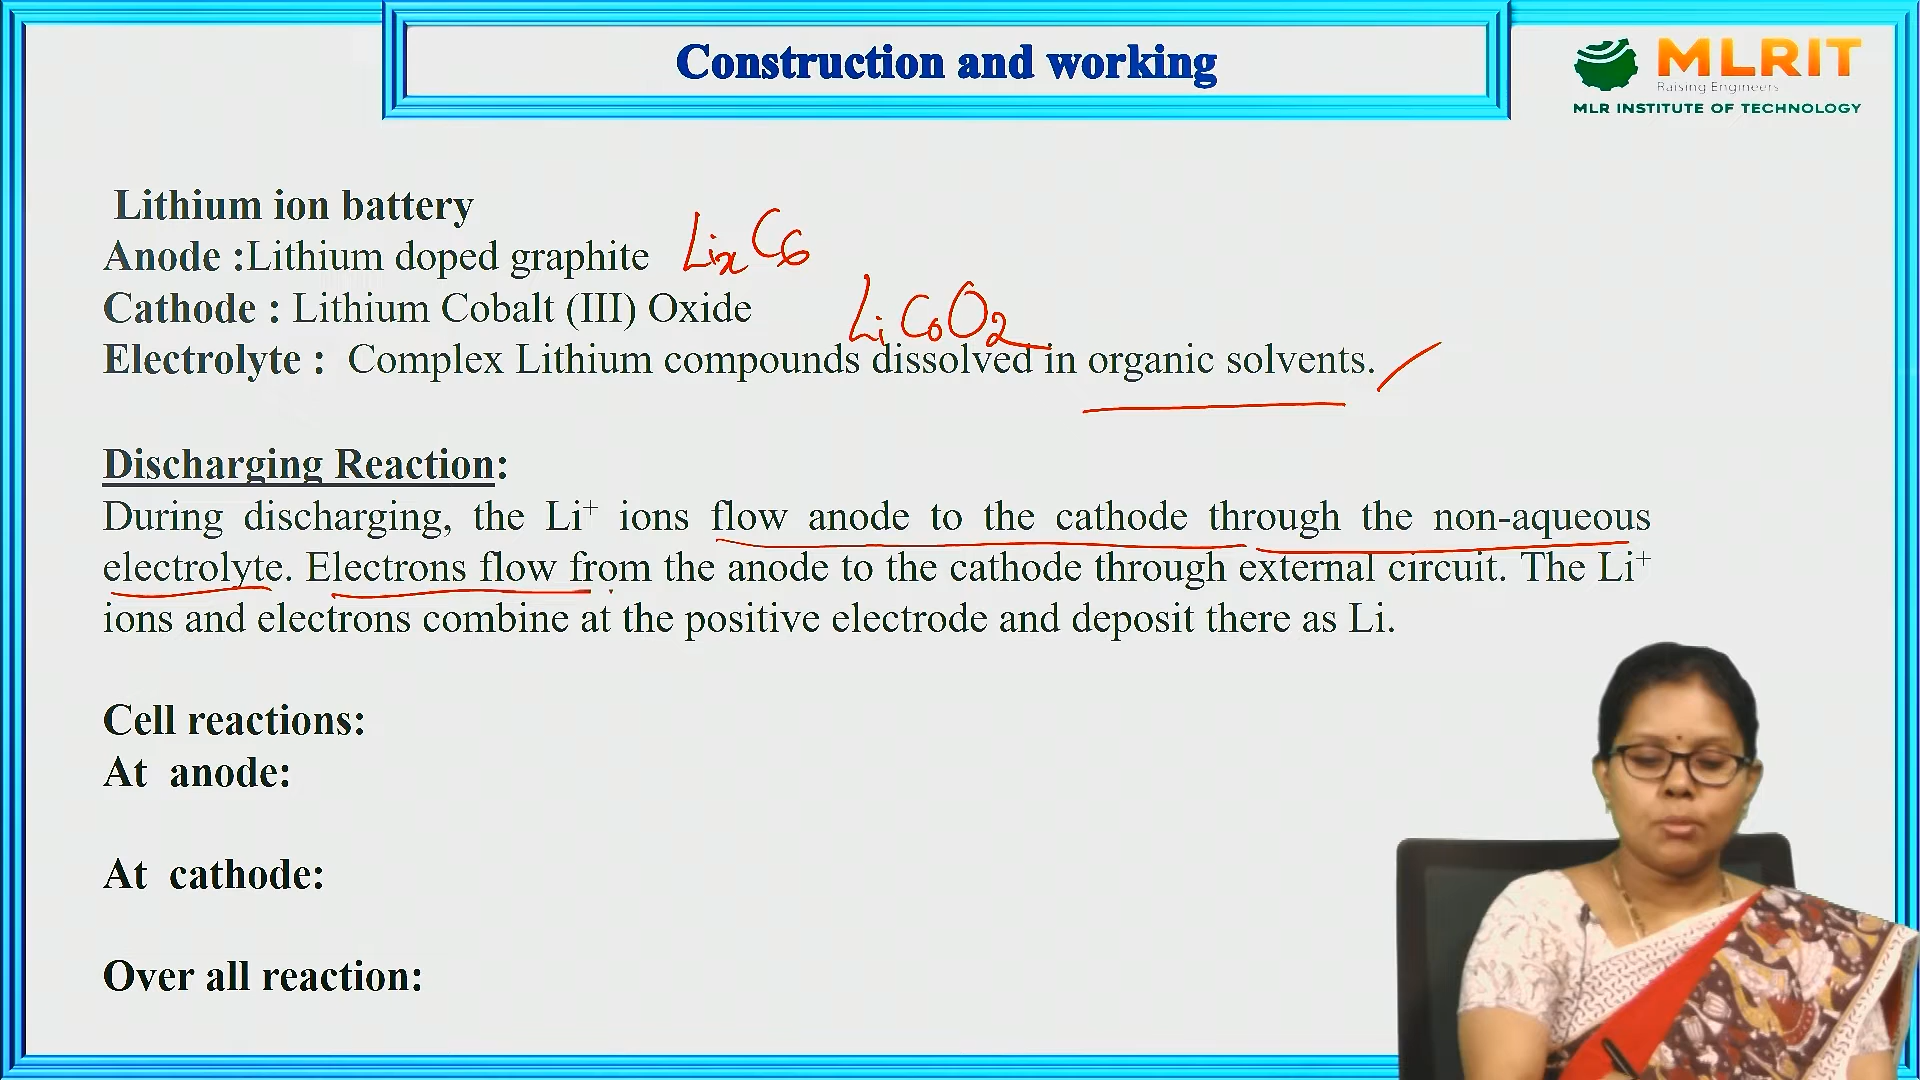 Construction and working
MLRIT
Raising Engineers
MLR INSTITUTE OF TECHNOLOGY
Lithium ion battery
Anode :Lithium doped graphite LixC6
Cathode : Lithium Cobalt (III) Oxide LiCoO2
Electrolyte : Complex Lithium compounds dissolved in organic solvents.
Discharging Reaction:
During discharging, the Li+ ions flow anode to the cathode through the non-aqueous
electrolyte. Electrons flow from the anode to the cathode through external circuit. The Li+
ions and electrons combine at the positive electrode and deposit there as Li.
Cell reactions:
At anode:
At cathode:
Over all reaction: